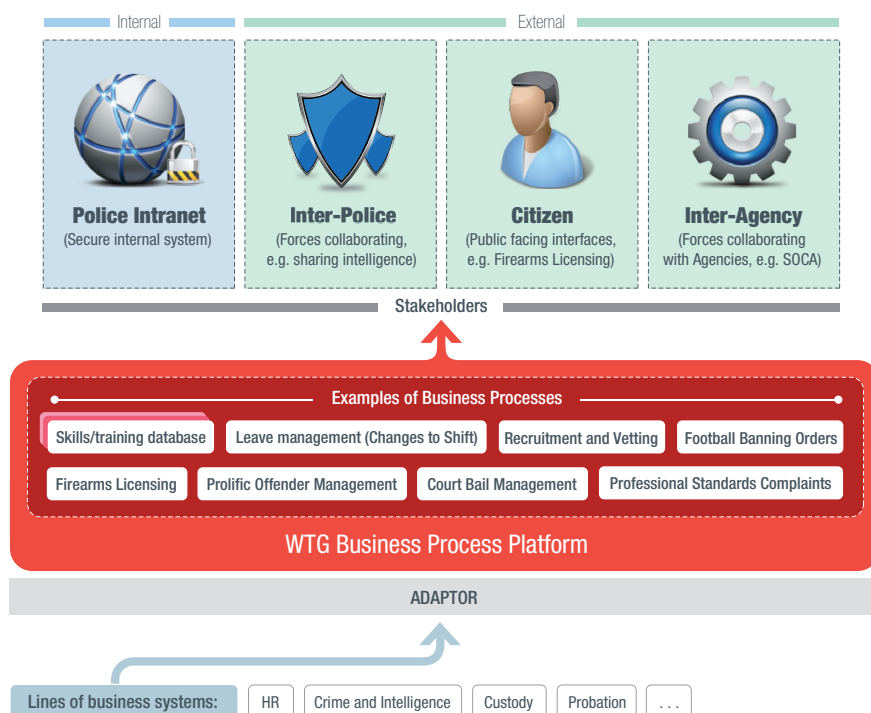 Internal
External
Police Intranet
(Secure internal system)
Inter-Police
(Forces collaborating,
e.g. sharing intelligence)
Citizen
(Public facing interfaces,
e.g. Firearms Licensing)
Inter-Agency
(Forces collaborating
with Agencies, e.g. SOCA)
Stakeholders
Examples of Business Processes
Skills/training database
Leave management (Changes to Shift)
Recruitment and Vetting
Football Banning Orders
Firearms Licensing
Prolific Offender Management
Court Bail Management
Professional Standards Complaints
WTG Business Process Platform
ADAPTOR
Lines of business systems:
HR
Crime and Intelligence
Custody
Probation
. . .